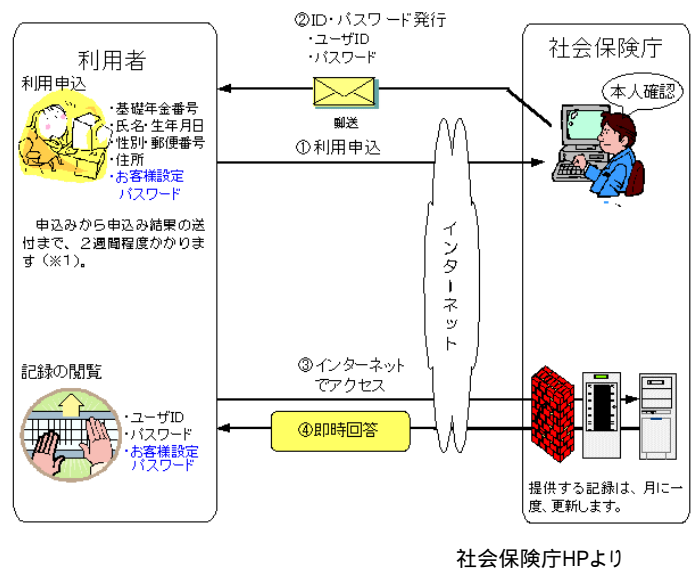 ②ID・パスワード発行
・ユーザID
・パスワード
郵送
利用者
利用申込
・基礎年金番号
・氏名・生年月日
・性別・郵便番号
・住所
・お客様設定
パスワード
申込みから申込み結果の送
付まで、2週間程度かかりま
す（※1）。
①利用申込
社会保険庁
本人確認
インターネット
記録の閲覧
・ユーザID
・パスワード
・お客様設定
パスワード
③インターネット
でアクセス
④即時回答
提供する記録は、月に一
度、更新します。
社会保険庁HPより